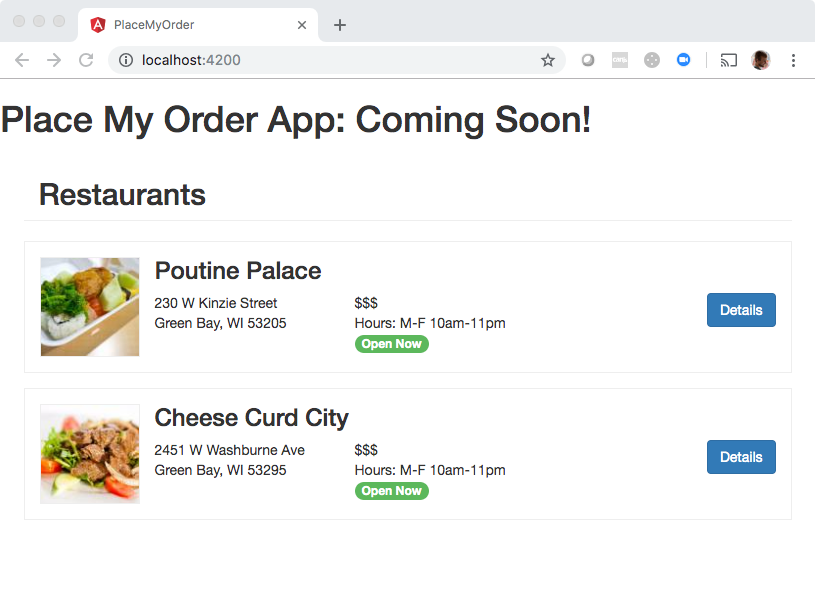 PlaceMyOrder
localhost:4200
Place My Order App: Coming Soon!
Restaurants
Poutine Palace
230 W Kinzie Street
Green Bay, WI 53205
$$$
Hours: M-F 10am-11pm
Open Now
Details
Cheese Curd City
2451 W Washburne Ave
Green Bay, WI 53295
$$$
Hours: M-F 10am-11pm
Open Now
Details